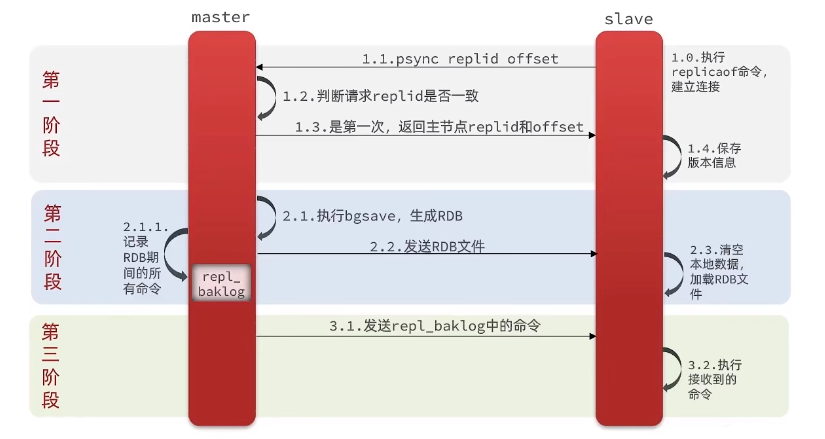 master
slave
第一阶段
1.0.执行
replicaof命令，
建立连接
1.1.psync replid offset
1.2.判断请求replid是否一致
1.3.是第一次，返回主节点replid和offset
1.4.保存
版本信息
第二阶段
2.1.执行bgsave，生成RDB
2.1.1.
记录
RDB期
间的所
有命令
repl_
baklog
2.2.发送RDB文件
2.3.清空
本地数据，
加载RDB文
件
第三阶段
3.1.发送repl_baklog中的命令
3.2.执行
接收到的
命令